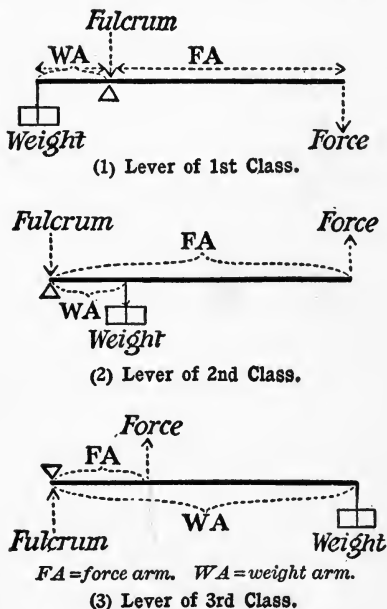 Fulcrum
WA FA
Weight Force
(1) Lever of 1st Class.
Fulcrum Force
FA
WA
Weight
(2) Lever of 2nd Class.
Force
FA
WA
Fulcrum Weight
FA=force arm. WA=weight arm.
(3) Lever of 3rd Class.